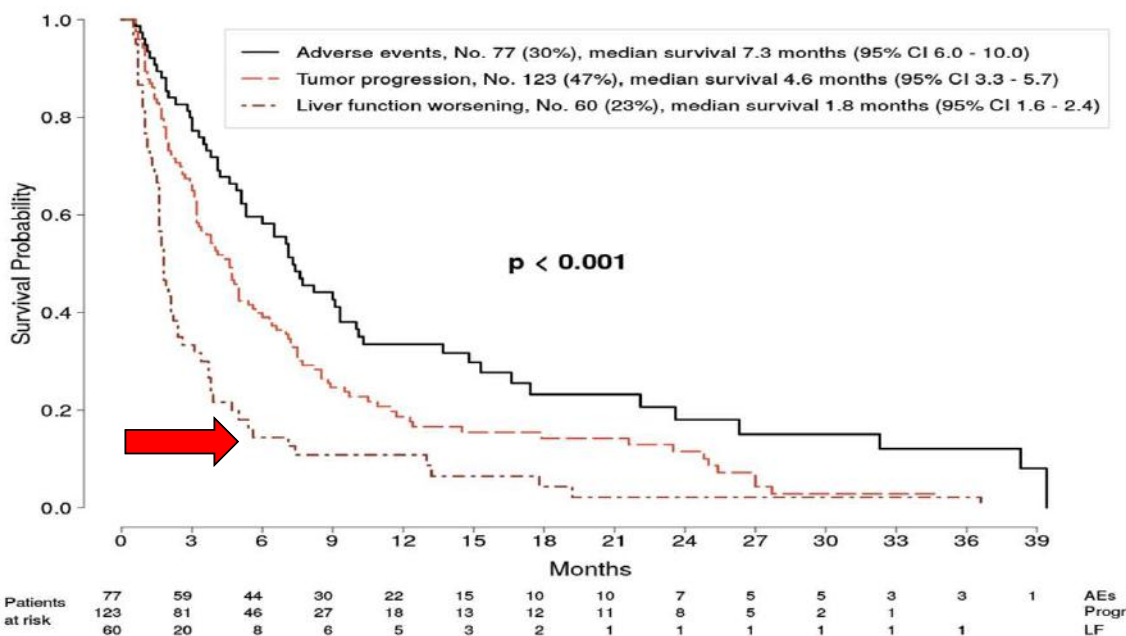 Adverse events, No. 77 (30%), median survival 7.3 months (95% CI 6.0 - 10.0)
Tumor progression, No. 123 (47%), median survival 4.6 months (95% CI 3.3 - 5.7)
Liver function worsening, No. 60 (23%), median survival 1.8 months (95% CI 1.6 - 2.4)
p < 0.001
Survival Probability
1.0
0.8
0.6
0.4
0.2
0.0
0 3 6 9 12 15 18 21 24 27 30 33 36 39
Months
Patients at risk
77 59 44 30 22 15 10 10 7 5 5 3 3 1 AEs
123 81 46 27 18 13 12 11 8 5 2 1 Progr
60 20 8 6 5 3 2 1 1 1 1 1 1 LF